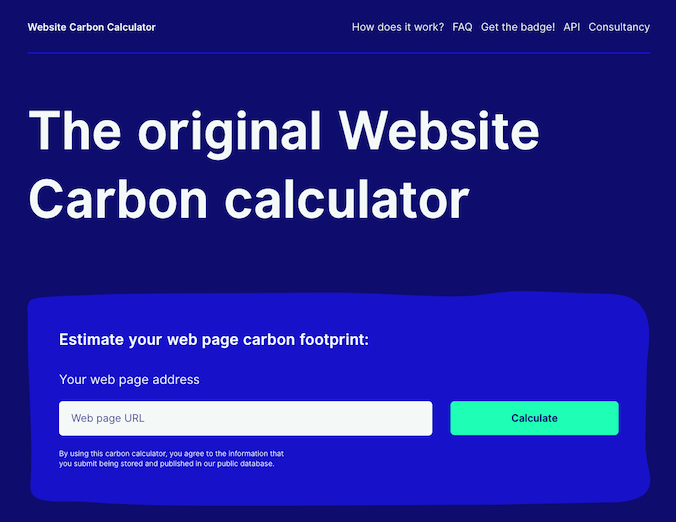 Website Carbon Calculator
How does it work? FAQ Get the badge! API Consultancy
The original Website
Carbon calculator
Estimate your web page carbon footprint:
Your web page address
Web page URL
Calculate
By using this carbon calculator, you agree to the information that
you submit being stored and published in our public database.